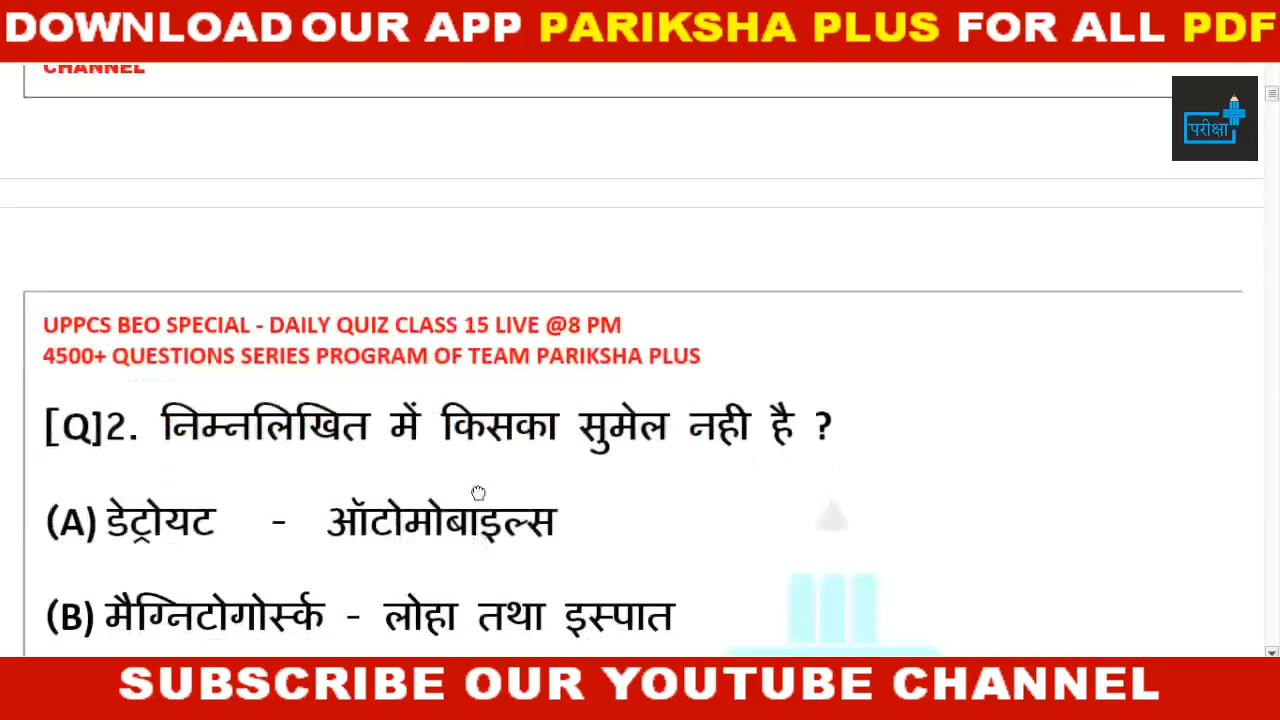 DOWNLOAD OUR APP PARIKSHA PLUS FOR ALL PDF
CHANNEL
परीक्षा
UPPCS BEO SPECIAL - DAILY QUIZ CLASS 15 LIVE @8 PM
4500+ QUESTIONS SERIES PROGRAM OF TEAM PARIKSHA PLUS
[Q]2. निम्नलिखित में किसका सुमेल नही है ?
(A) डेट्रोयट - ऑटोमोबाइल्स
(B) मैग्निटोगोर्स्क - लोहा तथा इस्पात
SUBSCRIBE OUR YOUTUBE CHANNEL